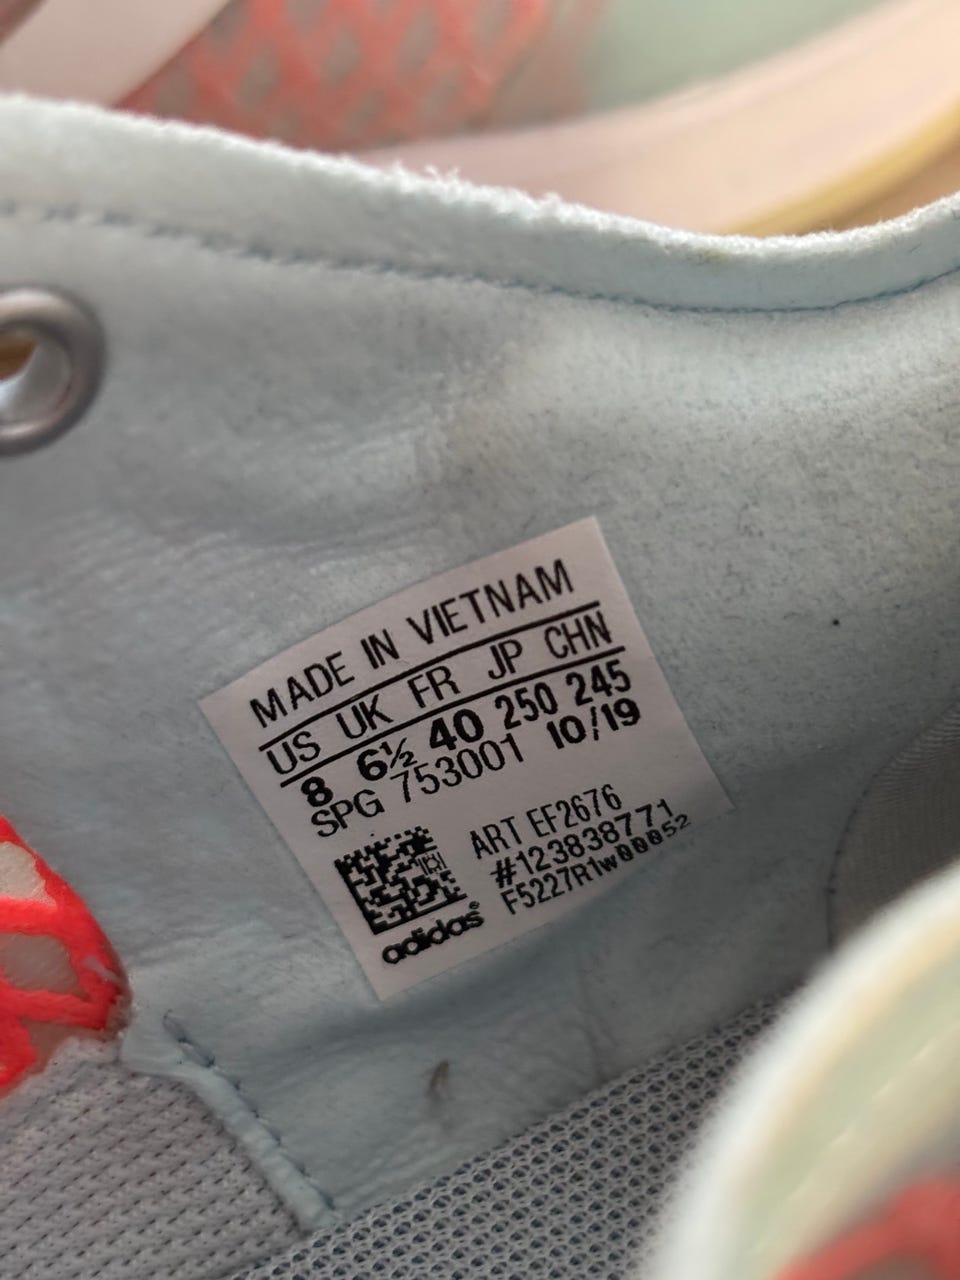 MADE IN VIETNAM
US UK FR JP CHN
8 6½ 40 250 245
SPG 753001 10/19
ART EF2676
#123838771
F5227R1w00052
adidas®